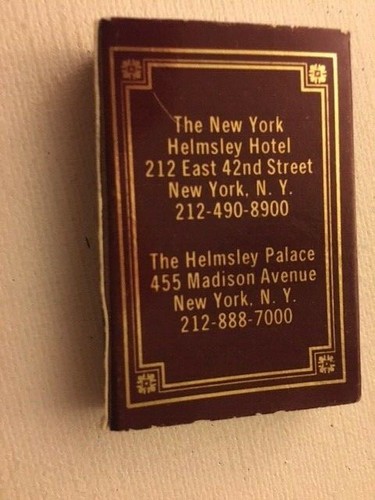 The New York
Helmsley Hotel
212 East 42nd Street
New York, N. Y.
212-490-8900
The Helmsley Palace
455 Madison Avenue
New York, N. Y.
212-888-7000